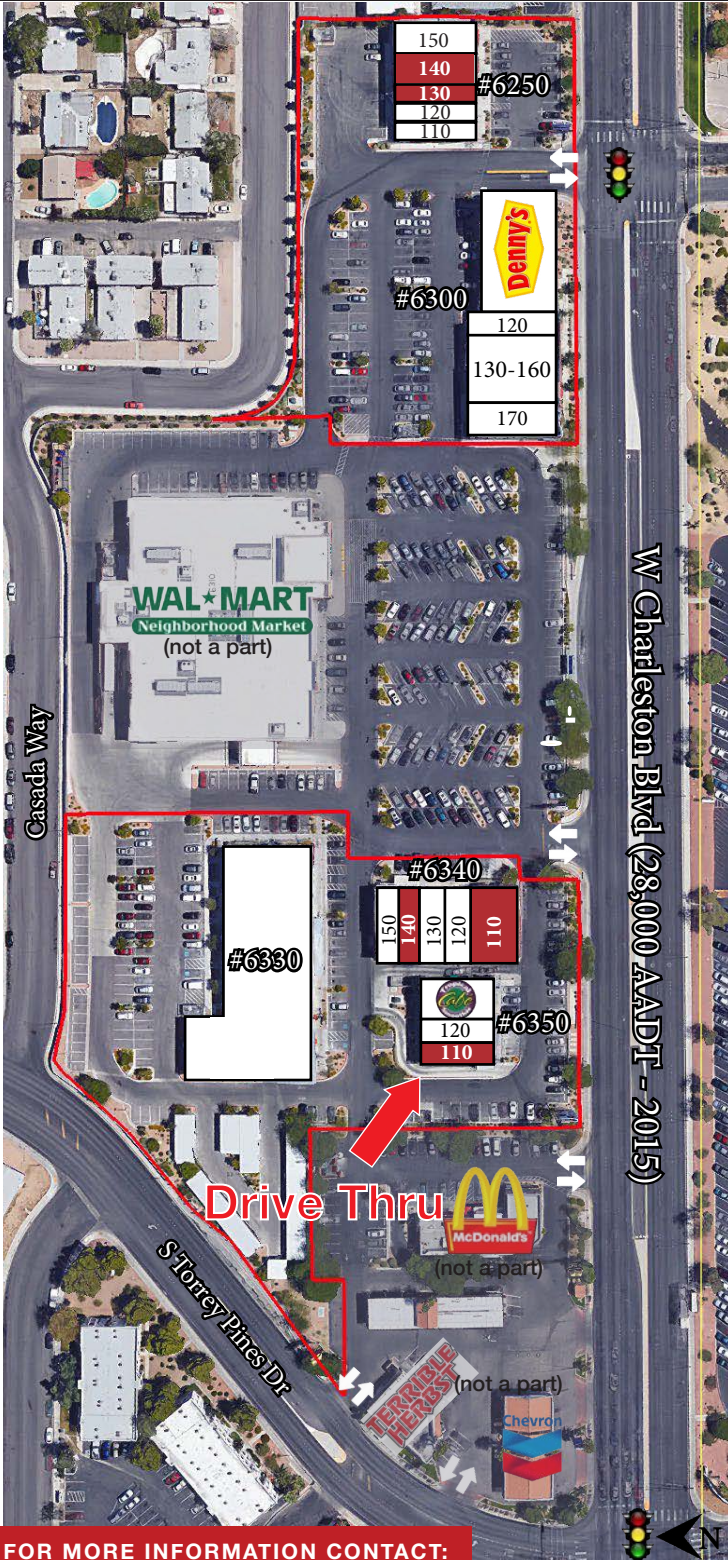 150
140
130
#6250
120
110
Denny's
#6300
120
130-160
170
WAL★MART
Neighborhood Market
(not a part)
W Charleston Blvd (28,000 AADT - 2015)
Casada Way
#6340
150
140
130
120
110
#6330
Cabo
#6350
120
110
Drive Thru
McDonald's
(not a part)
S Torrey Pines Dr
TERRIBLE
HERBST
(not a part)
Chevron
N
FOR MORE INFORMATION CONTACT: